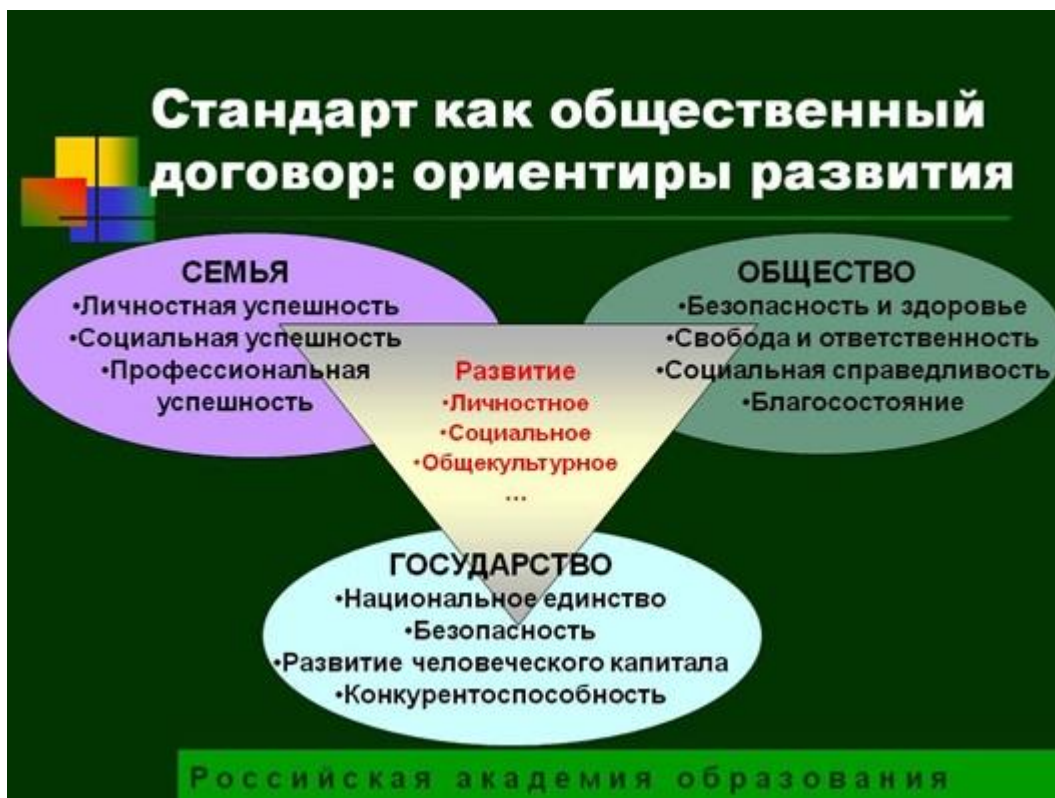 Стандарт как общественный
договор: ориентиры развития
СЕМЬЯ
•Личностная успешность
•Социальная успешность
•Профессиональная
успешность
ОБЩЕСТВО
•Безопасность и здоровье
•Свобода и ответственность
•Социальная справедливость
•Благосостояние
Развитие
•Личностное
•Социальное
•Общекультурное
...
ГОСУДАРСТВО
•Национальное единство
•Безопасность
•Развитие человеческого капитала
•Конкурентоспособность
Российская академия образования